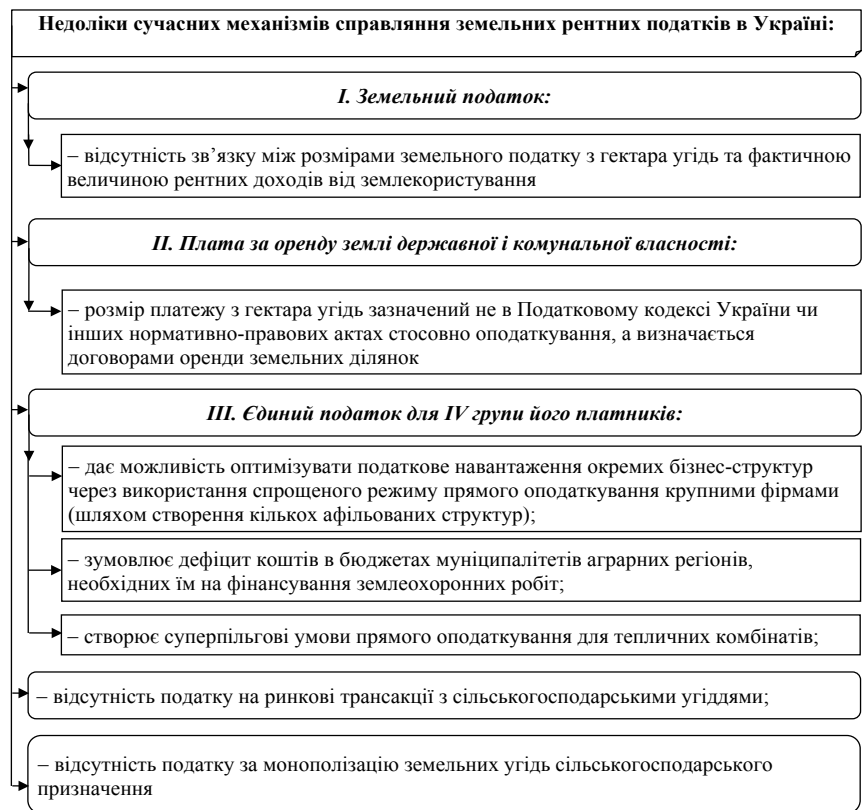 Недоліки сучасних механізмів справляння земельних рентних податків в Україні:
І. Земельний податок:
– відсутність зв’язку між розмірами земельного податку з гектара угідь та фактичною
величиною рентних доходів від землекористування
ІІ. Плата за оренду землі державної і комунальної власності:
– розмір платежу з гектара угідь зазначений не в Податковому кодексі України чи
інших нормативно-правових актах стосовно оподаткування, а визначається
договорами оренди земельних ділянок
ІІІ. Єдиний податок для IV групи його платників:
– дає можливість оптимізувати податкове навантаження окремих бізнес-структур
через використання спрощеного режиму прямого оподаткування крупними фірмами
(шляхом створення кількох афільованих структур);
– зумовлює дефіцит коштів в бюджетах муніципалітетів аграрних регіонів,
необхідних їм на фінансування землеохоронних робіт;
– створює суперпільгові умови прямого оподаткування для тепличних комбінатів;
– відсутність податку на ринкові трансакції з сільськогосподарськими угіддями;
– відсутність податку за монополізацію земельних угідь сільськогосподарського
призначення